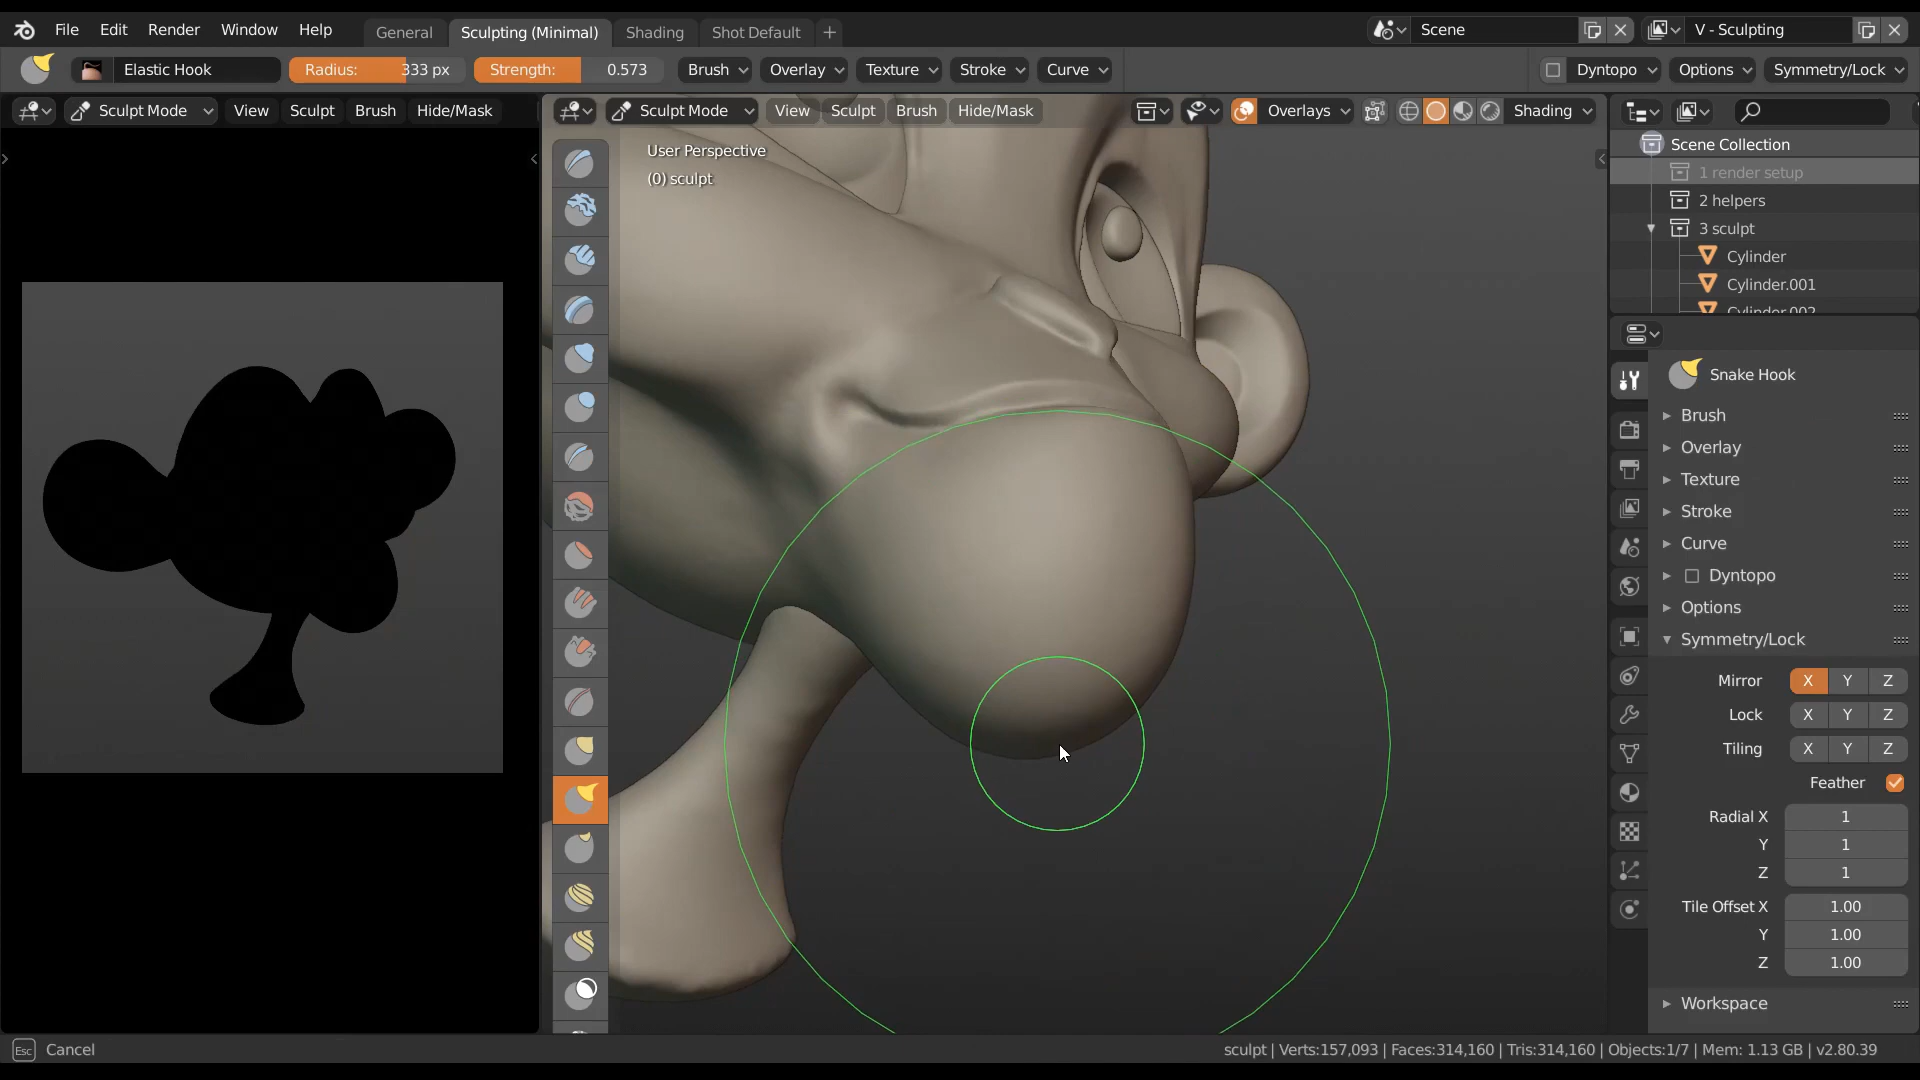 File Edit Render Window Help General Sculpting (Minimal) Shading Shot Default + Scene V - Sculpting
Elastic Hook Radius: 333 px Strength: 0.573 Brush Overlay Texture Stroke Curve Dyntopo Options Symmetry/Lock
Sculpt Mode View Sculpt Brush Hide/Mask Sculpt Mode View Sculpt Brush Hide/Mask Overlays Shading
User Perspective
(0) sculpt
Scene Collection
1 render setup
2 helpers
3 sculpt
Cylinder
Cylinder.001
Cylinder.002
Snake Hook
Brush
Overlay
Texture
Stroke
Curve
Dyntopo
Options
Symmetry/Lock
Mirror X Y Z
Lock X Y Z
Tiling X Y Z
Feather
Radial X 1
Y 1
Z 1
Tile Offset X 1.00
Y 1.00
Z 1.00
Workspace
Esc Cancel sculpt | Verts:157,093 | Faces:314,160 | Tris:314,160 | Objects:1/7 | Mem: 1.13 GB | v2.80.39